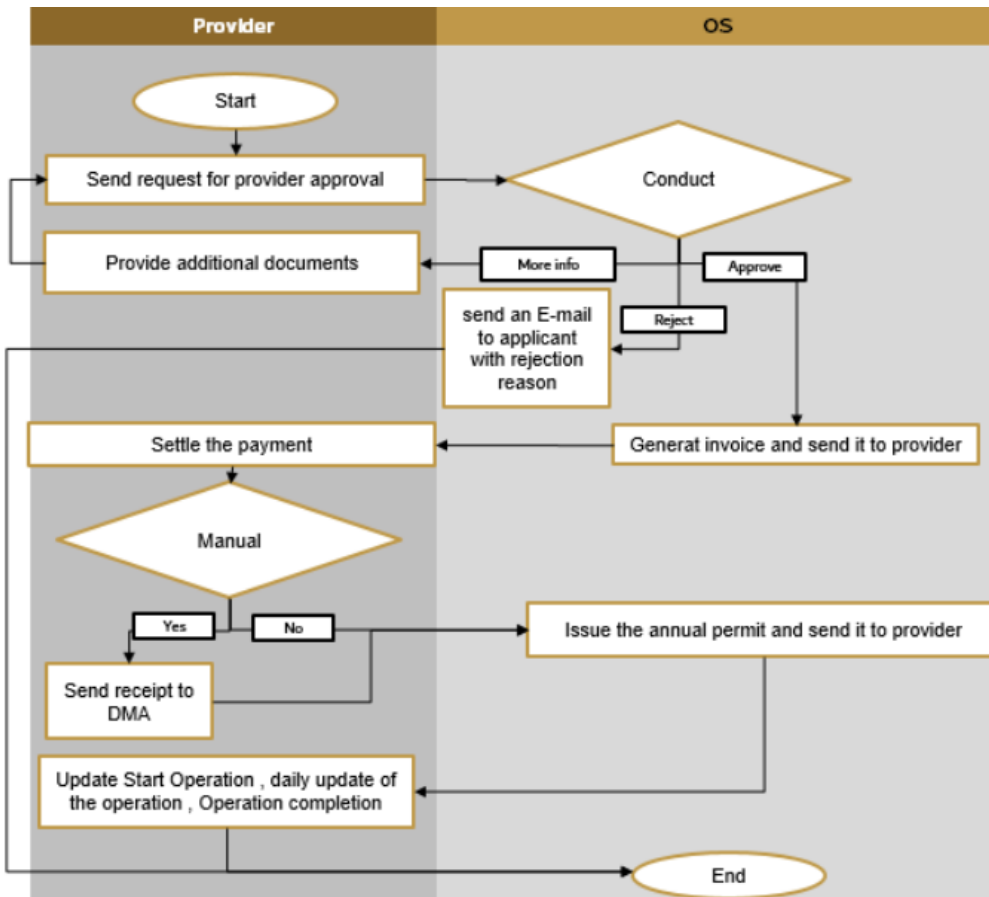 Provider
OS
Start
Send request for provider approval
Conduct
Provide additional documents
More info
Approve
send an E-mail
to applicant
with rejection
reason
Reject
Settle the payment
Generat invoice and send it to provider
Manual
Yes
No
Issue the annual permit and send it to provider
Send receipt to
DMA
Update Start Operation , daily update of
the operation , Operation completion
End